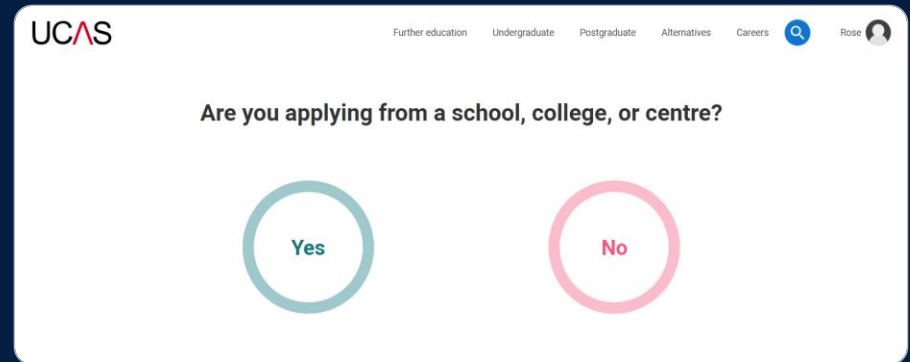 UCAS
Further education Undergraduate Postgraduate Alternatives Careers Rose
Are you applying from a school, college, or centre?
Yes No